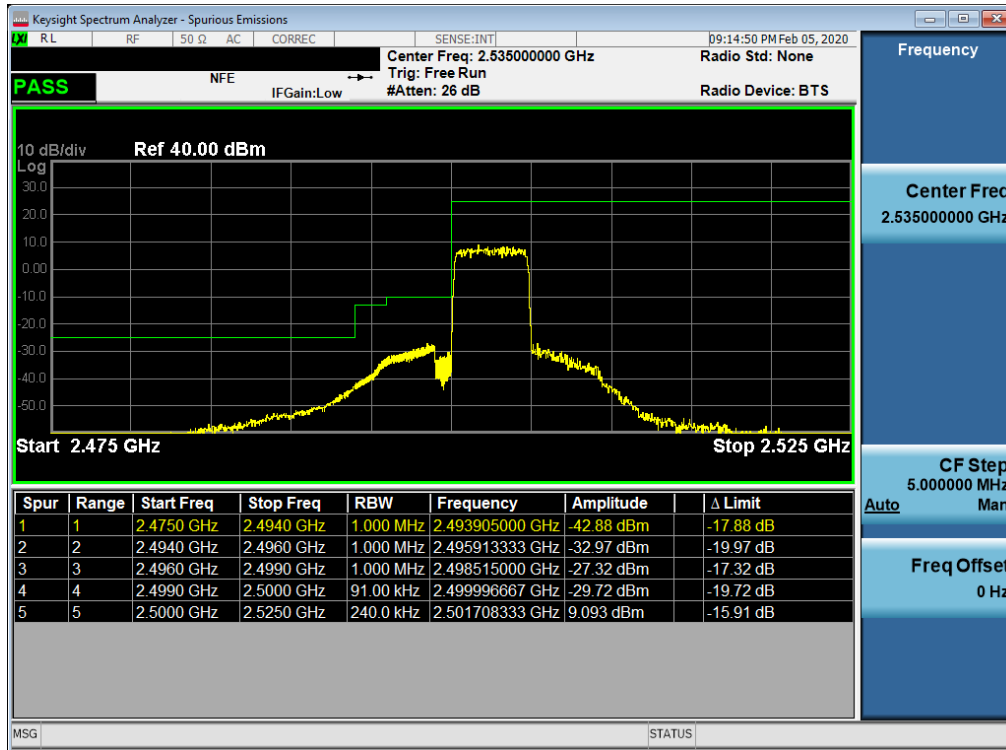 Keysight Spectrum Analyzer - Spurious Emissions
LXI RL RF 50 Ω AC CORREC SENSE:INT 09:14:50 PM Feb 05, 2020
Center Freq: 2.535000000 GHz Radio Std: None
NFE Trig: Free Run
PASS IFGain:Low #Atten: 26 dB Radio Device: BTS
10 dB/div Ref 40.00 dBm
Log
30.0
20.0
10.0
0.00
-10.0
-20.0
-30.0
-40.0
-50.0
Start 2.475 GHz Stop 2.525 GHz
Spur Range Start Freq Stop Freq RBW Frequency Amplitude Δ Limit
1 1 2.4750 GHz 2.4940 GHz 1.000 MHz 2.493905000 GHz -42.88 dBm -17.88 dB
2 2 2.4940 GHz 2.4960 GHz 1.000 MHz 2.495913333 GHz -32.97 dBm -19.97 dB
3 3 2.4960 GHz 2.4990 GHz 1.000 MHz 2.498515000 GHz -27.32 dBm -17.32 dB
4 4 2.4990 GHz 2.5000 GHz 91.00 kHz 2.499996667 GHz -29.72 dBm -19.72 dB
5 5 2.5000 GHz 2.5250 GHz 240.0 kHz 2.501708333 GHz 9.093 dBm -15.91 dB
MSG STATUS
Frequency
Center Freq
2.535000000 GHz
CF Step
5.000000 MHz
Auto Man
Freq Offset
0 Hz